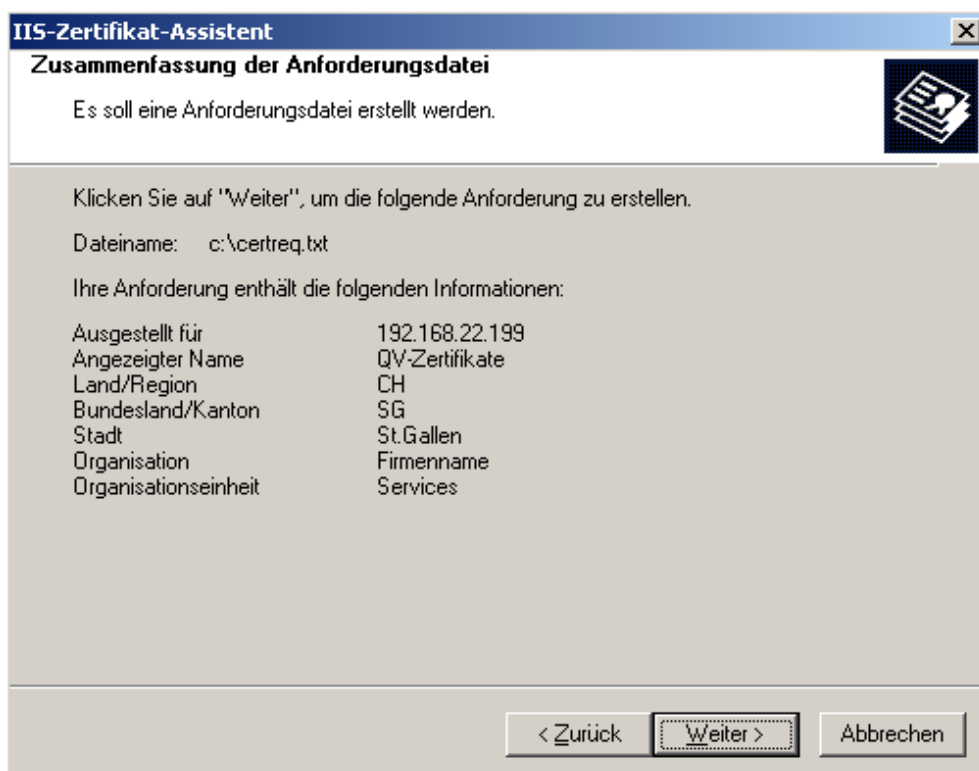 IIS-Zertifikat-Assistent
Zusammenfassung der Anforderungsdatei
Es soll eine Anforderungsdatei erstellt werden.
Klicken Sie auf "Weiter", um die folgende Anforderung zu erstellen.
Dateiname: c:\certreq.txt
Ihre Anforderung enthält die folgenden Informationen:
Ausgestellt für 192.168.22.199
Angezeigter Name QV-Zertifikate
Land/Region CH
Bundesland/Kanton SG
Stadt St.Gallen
Organisation Firmenname
Organisationseinheit Services
< Zurück Weiter > Abbrechen